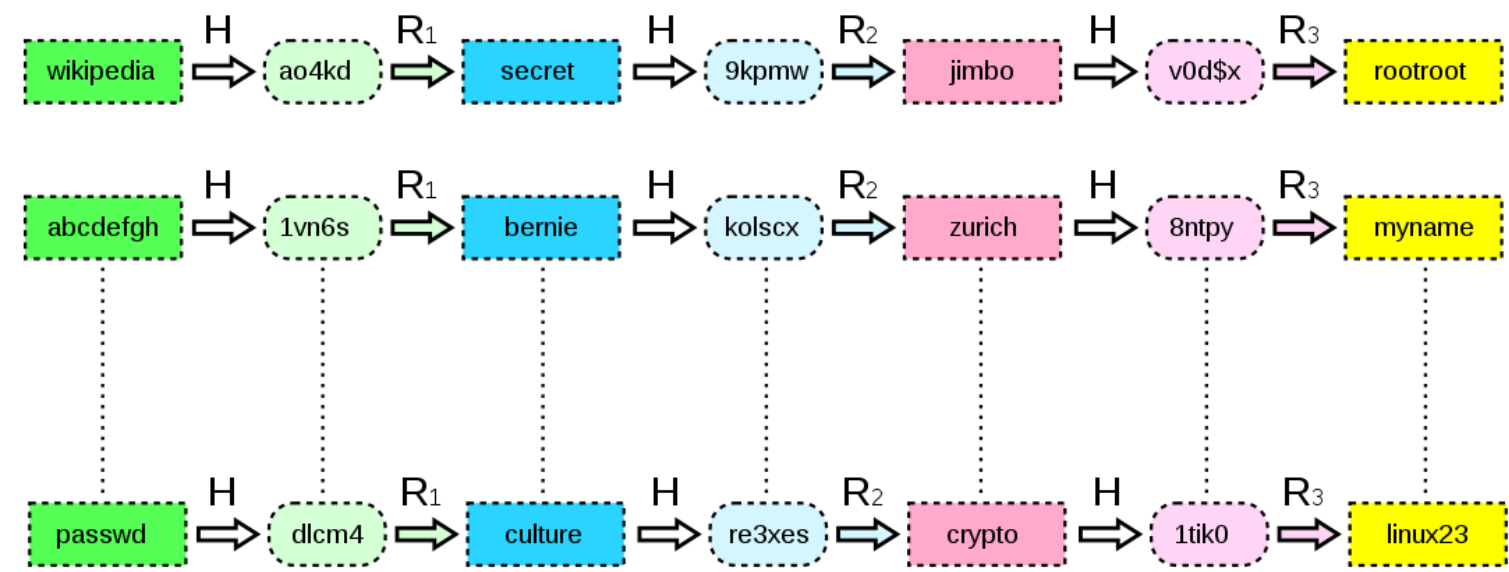 H R1 H R2 H R3
wikipedia ao4kd secret 9kpmw jimbo v0d$x rootroot
H R1 H R2 H R3
abcdefgh 1vn6s bernie kolscx zurich 8ntpy myname
H R1 H R2 H R3
passwd dlcm4 culture re3xes crypto 1tik0 linux23